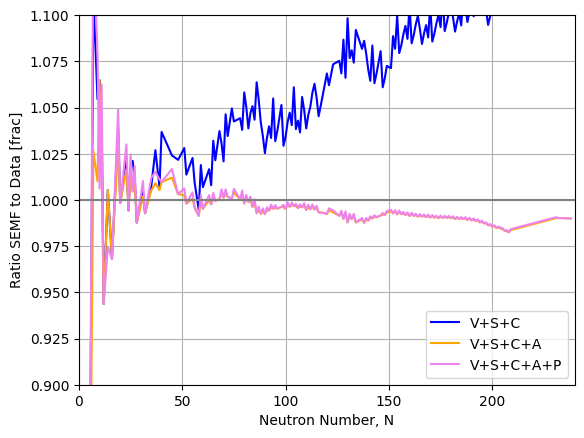 1.100
1.075
1.050
1.025
1.000
0.975
0.950
0.925
0.900
Ratio SEMF to Data [frac]
V+S+C
V+S+C+A
V+S+C+A+P
0 50 100 150 200
Neutron Number, N